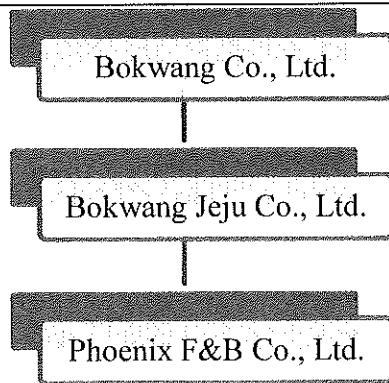 Bokwang Co., Ltd.
Bokwang Jeju Co., Ltd.
Phoenix F&B Co., Ltd.